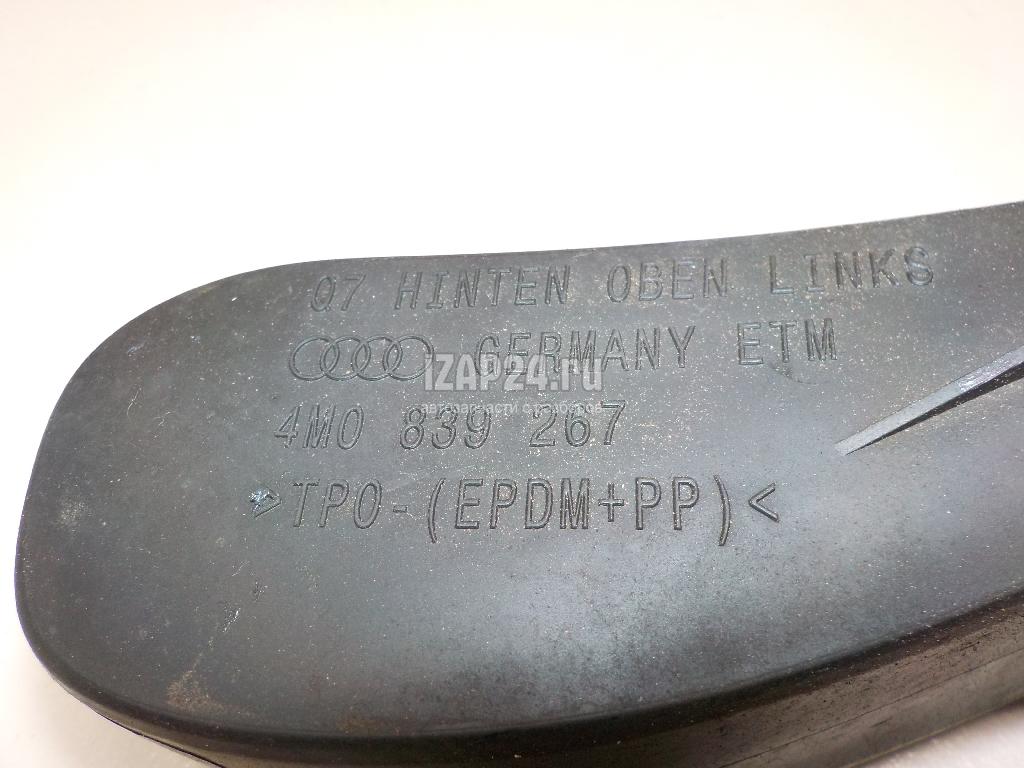 Q7 HINTEN OBEN LINKS
GERMANY ETM
iZAP24.ru
4M0 839 267
>TPO-(EPDM+PP)<